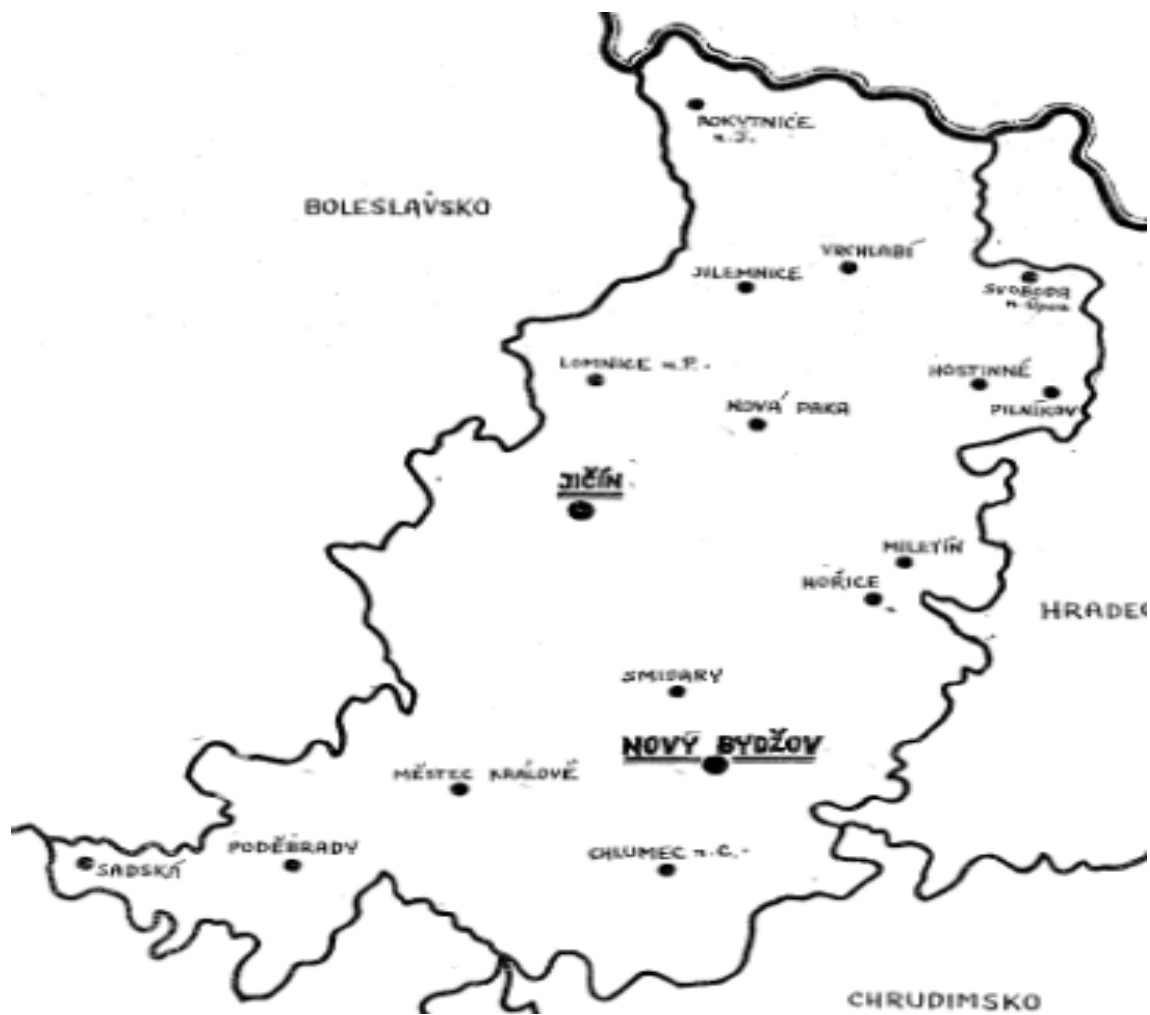 ROKYTNICE
n.J.
BOLESLAVSKO
VRCHLABÍ
JILEMNICE
SVOBODA
n.Úpou
LOMNICE n.P.
HOSTINNÉ
NOVÁ PAKA
PILNÍKOV
JIČÍN
MILETÍN
HOŘICE
HRADEC
SMIDARY
NOVÝ BYDŽOV
MĚSTEC KRÁLOVÉ
PODĚBRADY
CHLUMEC n.C.
SADSKÁ
CHRUDIMSKO